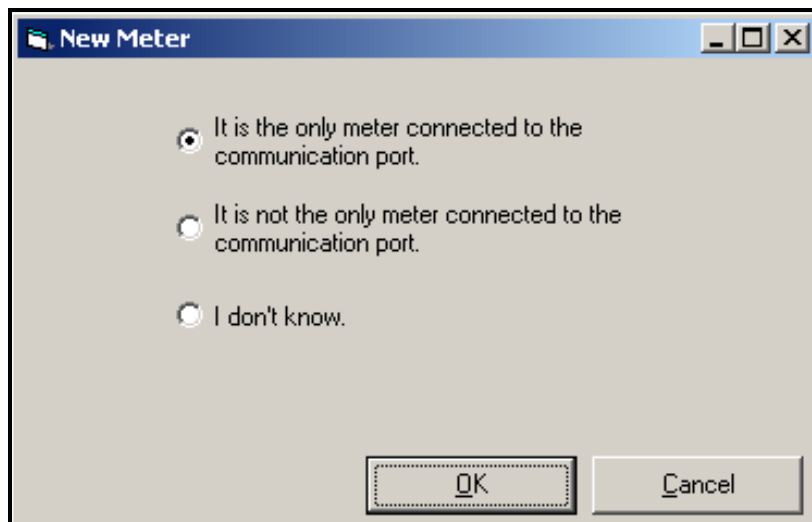 New Meter
It is the only meter connected to the
communication port.
It is not the only meter connected to the
communication port.
I don't know.
OK
Cancel